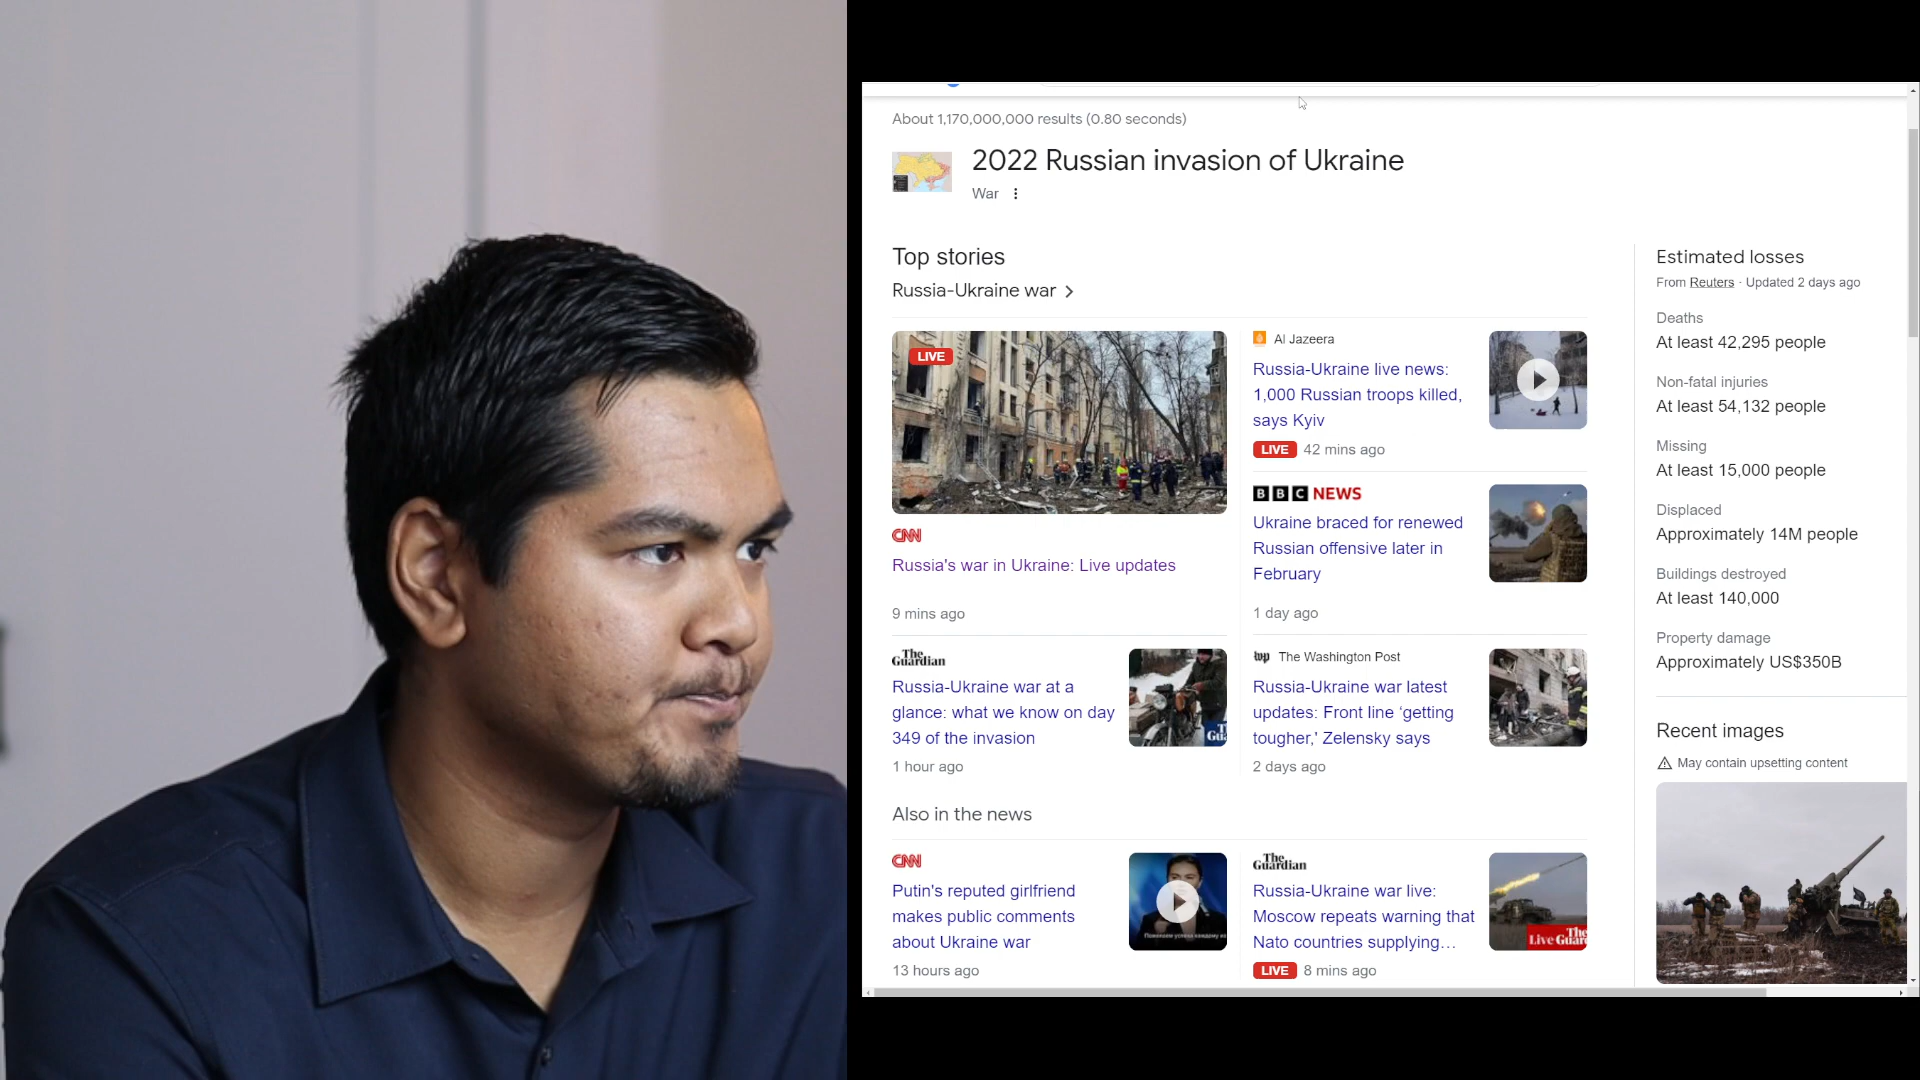 About 1,170,000,000 results (0.80 seconds)
2022 Russian invasion of Ukraine
War
Top stories
Russia-Ukraine war
LIVE
CNN
Russia's war in Ukraine: Live updates
9 mins ago
Al Jazeera
Russia-Ukraine live news:
1,000 Russian troops killed,
says Kyiv
LIVE 42 mins ago
BBC NEWS
Ukraine braced for renewed
Russian offensive later in
February
1 day ago
The Guardian
Russia-Ukraine war at a
glance: what we know on day
349 of the invasion
1 hour ago
wp The Washington Post
Russia-Ukraine war latest
updates: Front line ‘getting
tougher,’ Zelensky says
2 days ago
Also in the news
CNN
Putin's reputed girlfriend
makes public comments
about Ukraine war
13 hours ago
The Guardian
Russia-Ukraine war live:
Moscow repeats warning that
Nato countries supplying...
LIVE 8 mins ago
Live
Estimated losses
From Reuters · Updated 2 days ago
Deaths
At least 42,295 people
Non-fatal injuries
At least 54,132 people
Missing
At least 15,000 people
Displaced
Approximately 14M people
Buildings destroyed
At least 140,000
Property damage
Approximately US$350B
Recent images
May contain upsetting content